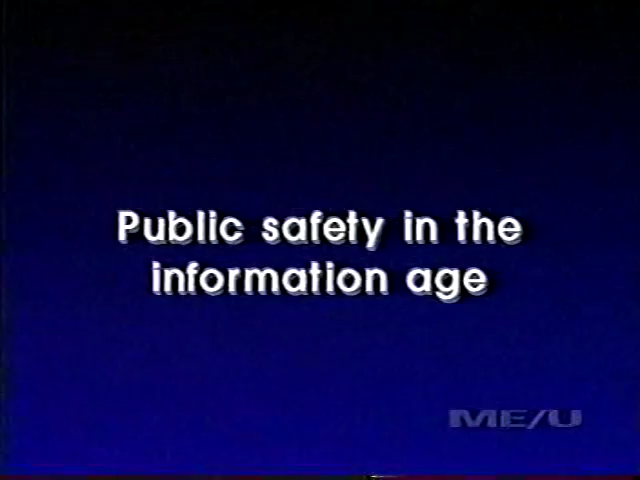 Public safety in the
information age
ME/U